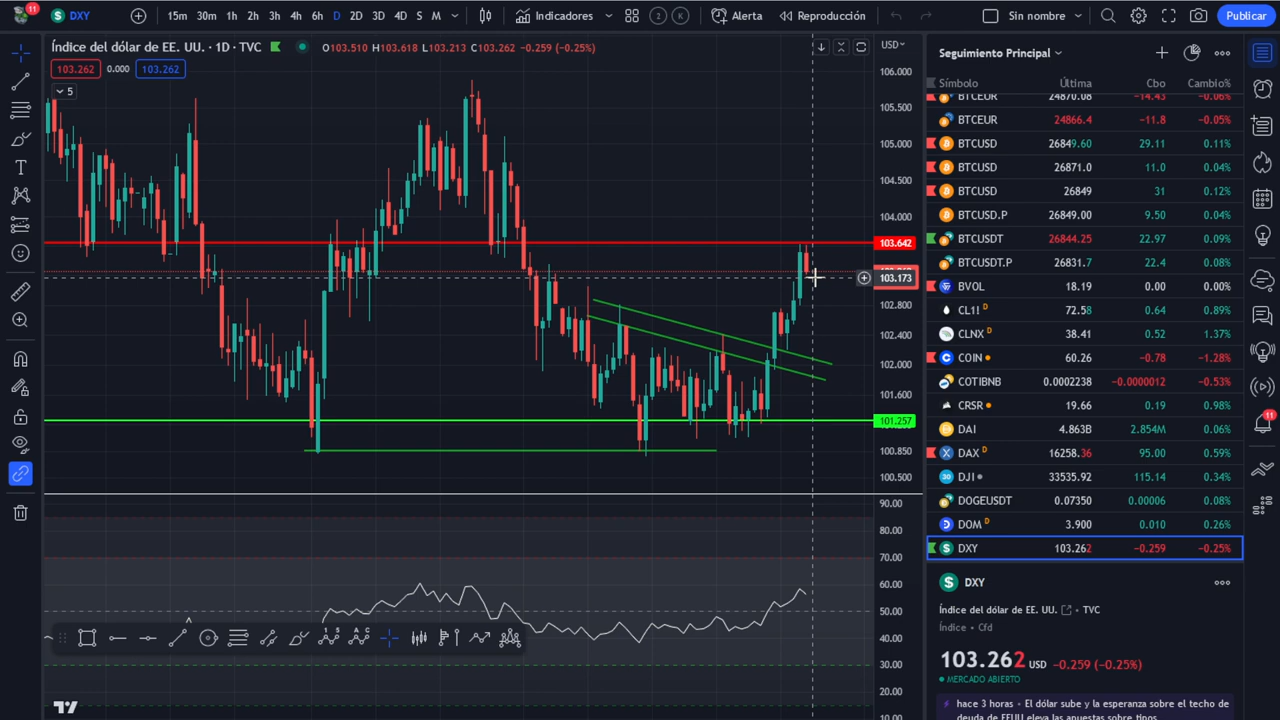 11
DXY
15m 30m 1h 2h 3h 4h 6h D 2D 3D 4D S M
Indicadores
2 K
Alerta
Reproducción
Sin nombre
Publicar
Índice del dólar de EE. UU. · 1D · TVC
O103.510 H103.618 L103.213 C103.262 −0.259 (−0.25%)
103.262 0.000 103.262
5
USD
106.000
105.500
105.000
104.500
104.000
103.642
103.173
102.800
102.400
102.000
101.600
101.257
100.850
100.500
90.00
80.00
70.00
60.00
50.00
40.00
30.00
20.00
10.00
Seguimiento Principal
Símbolo Última Cbo Cambio%
BTCEUR 24870.08 −14.43 −0.06%
BTCEUR 24866.4 −11.8 −0.05%
BTCUSD 26849.60 29.11 0.11%
BTCUSD 26871.0 11.0 0.04%
BTCUSD 26849 31 0.12%
BTCUSD.P 26849.00 9.50 0.04%
BTCUSDT 26844.25 22.97 0.09%
BTCUSDT.P 26831.7 22.4 0.08%
BVOL 18.19 0.00 0.00%
CL1! D 72.58 0.64 0.89%
CLNX D 38.41 0.52 1.37%
COIN 60.26 −0.78 −1.28%
COTIBNB 0.0002238 −0.0000012 −0.53%
CRSR 19.66 0.19 0.98%
DAI 4.863B 2.854M 0.06%
DAX D 16258.36 95.00 0.59%
DJI 33535.92 115.14 0.34%
DOGEUSDT 0.07350 0.00006 0.08%
DOM D 3.900 0.010 0.26%
DXY 103.262 −0.259 −0.25%
DXY
Índice del dólar de EE. UU. • TVC
Índice • Cfd
103.262 USD −0.259 (−0.25%)
MERCADO ABIERTO
hace 3 horas • El dólar sube y la esperanza sobre el techo de
deuda de EEUU eleva las apuestas sobre tipos
11